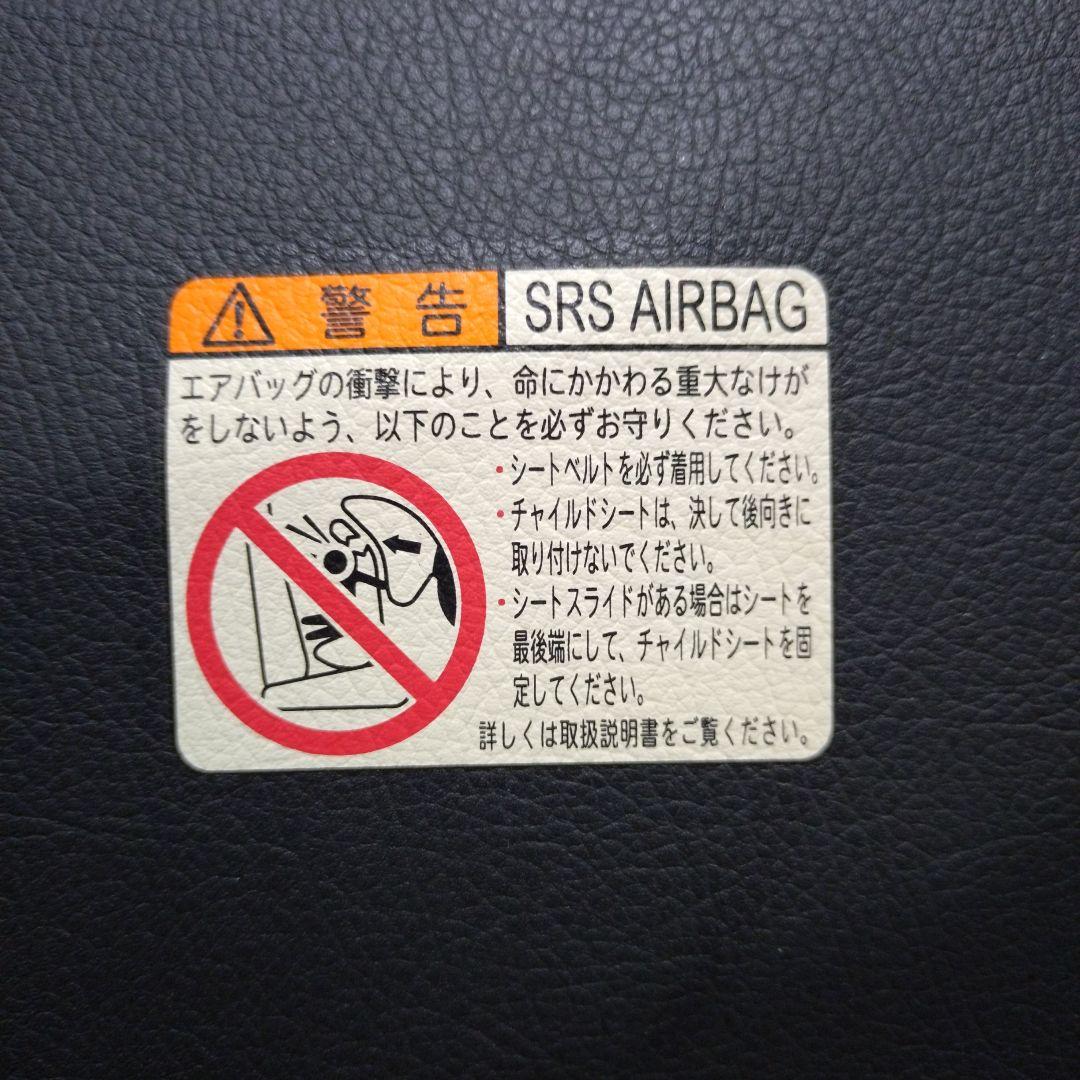 警告 SRS AIRBAG
エアバッグの衝撃により、命にかかわる重大なけが
をしないよう、以下のことを必ずお守りください。
・シートベルトを必ず着用してください。
・チャイルドシートは、決して後向きに
取り付けないでください。
・シートスライドがある場合はシートを
最後端にして、チャイルドシートを固
定してください。
詳しくは取扱説明書をご覧ください。